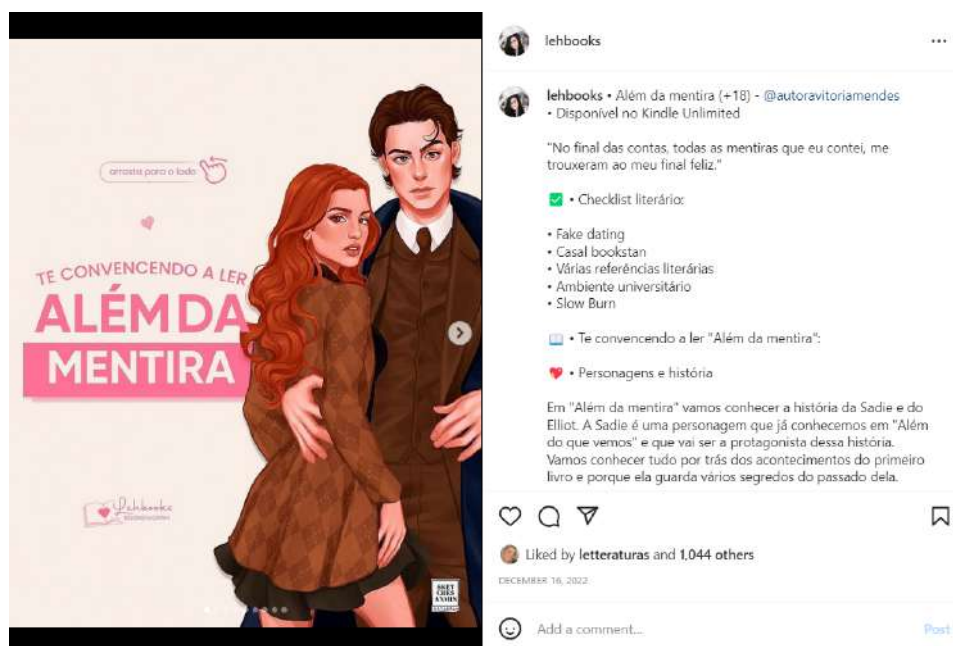 arrasta para o lado
TE CONVENCENDO A LER
ALÉM DA
MENTIRA
Lehbooks
SKET
CHES
lehbooks
lehbooks • Além da mentira (+18) - @autoravitoriamendes
• Disponível no Kindle Unlimited
"No final das contas, todas as mentiras que eu contei, me
trouxeram ao meu final feliz."
✅ • Checklist literário:
• Fake dating
• Casal bookstan
• Várias referências literárias
• Ambiente universitário
• Slow Burn
📖 • Te convencendo a ler "Além da mentira":
💖 • Personagens e história
Em "Além da mentira" vamos conhecer a história da Sadie e do
Elliot. A Sadie é uma personagem que já conhecemos em "Além
do que vemos" e que vai ser a protagonista dessa história.
Vamos conhecer tudo por trás dos acontecimentos do primeiro
livro e porque ela guarda vários segredos do passado dela.
Liked by letteraturas and 1,044 others
DECEMBER 16, 2022
Add a comment...
Post